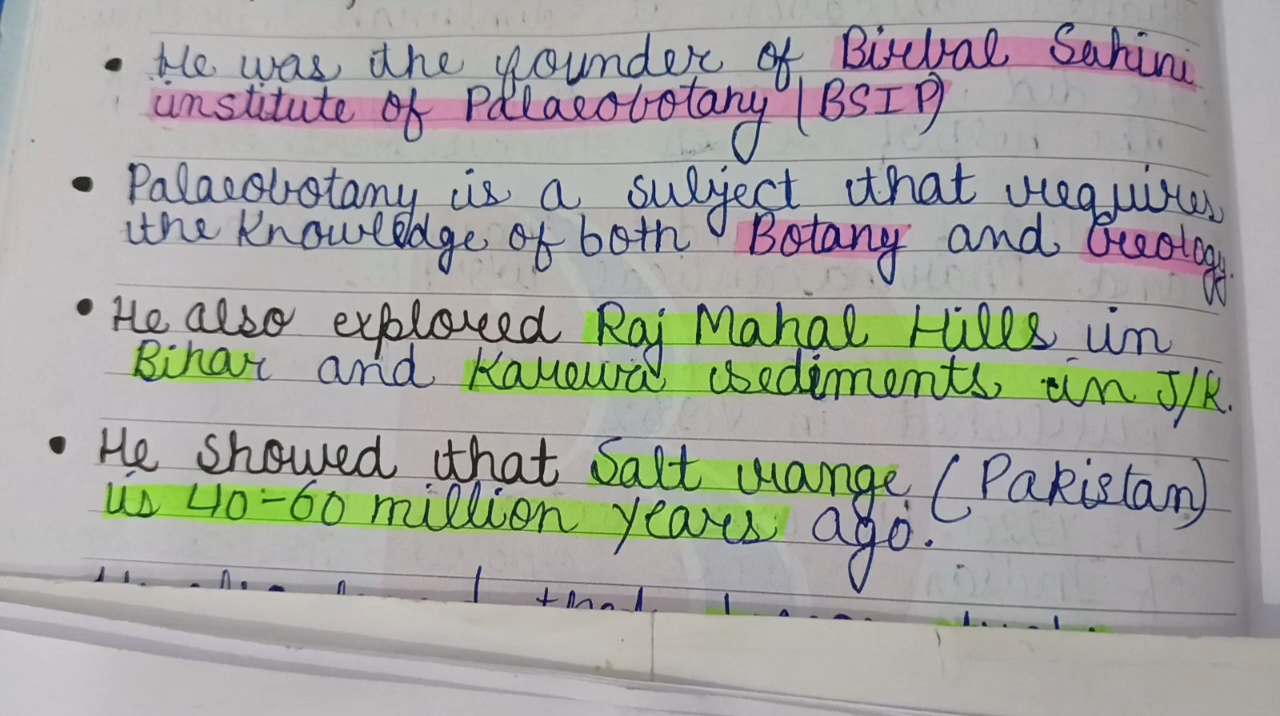 • He was the founder of Birbal Sahini
institute of Palaeobotany (BSIP)
• Palaeobotany is a subject that requires
the Knowledge of both Botany and Geology.
• He also explored Raj Mahal Hills in
Bihar and Karewa sediments in J/K.
• He showed that Salt range (Pakistan)
is 40-60 million years ago.